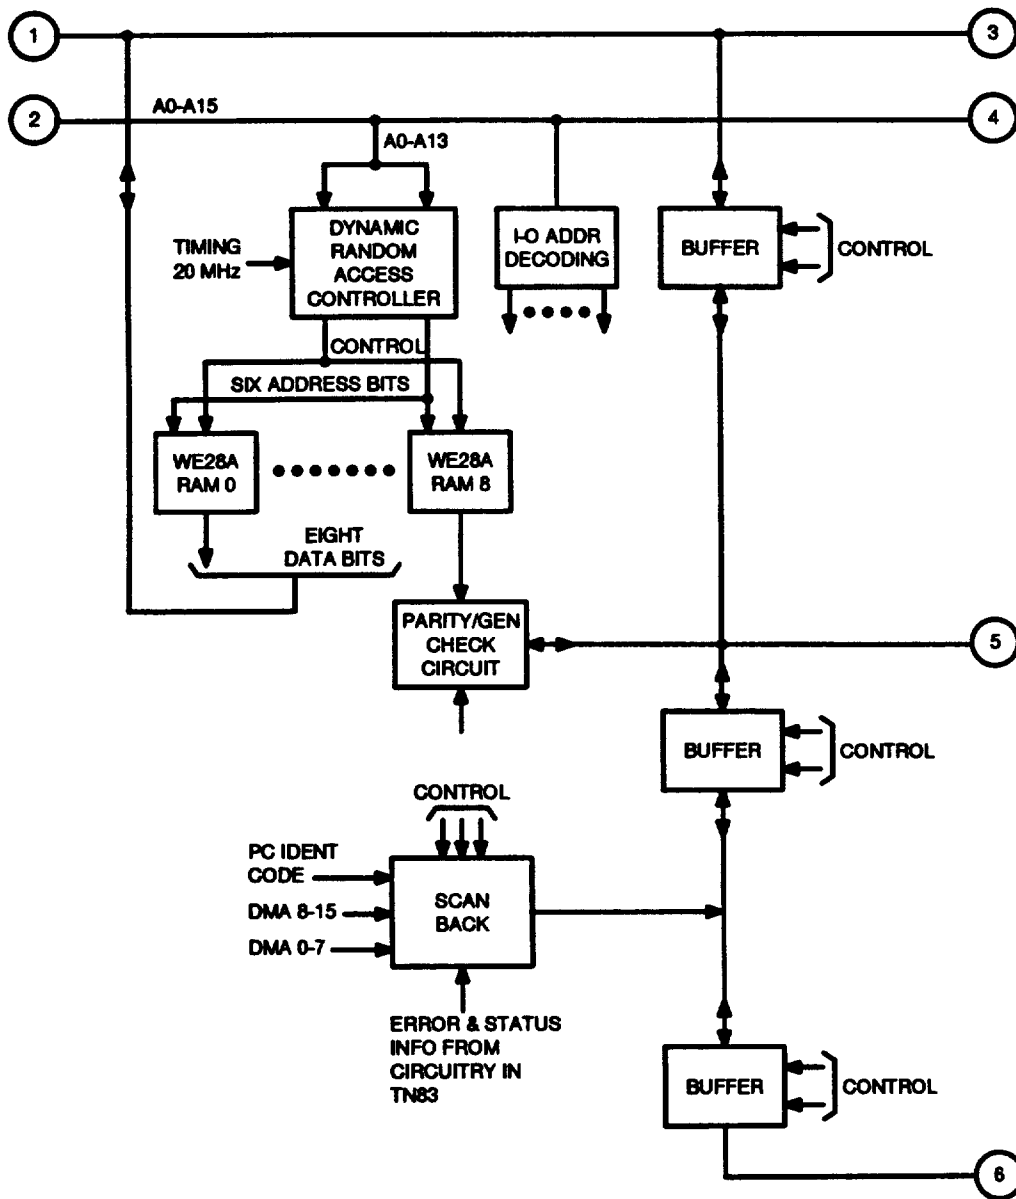 1
3
A0-A15
2
4
A0-A13
TIMING
20 MHz
DYNAMIC
RANDOM
ACCESS
CONTROLLER
I-O ADDR
DECODING
BUFFER
CONTROL
CONTROL
SIX ADDRESS BITS
WE28A
RAM 0
WE28A
RAM 8
EIGHT
DATA BITS
PARITY/GEN
CHECK
CIRCUIT
5
BUFFER
CONTROL
CONTROL
PC IDENT
CODE
DMA 8-15
DMA 0-7
SCAN
BACK
ERROR & STATUS
INFO FROM
CIRCUITRY IN
TN83
BUFFER
CONTROL
6